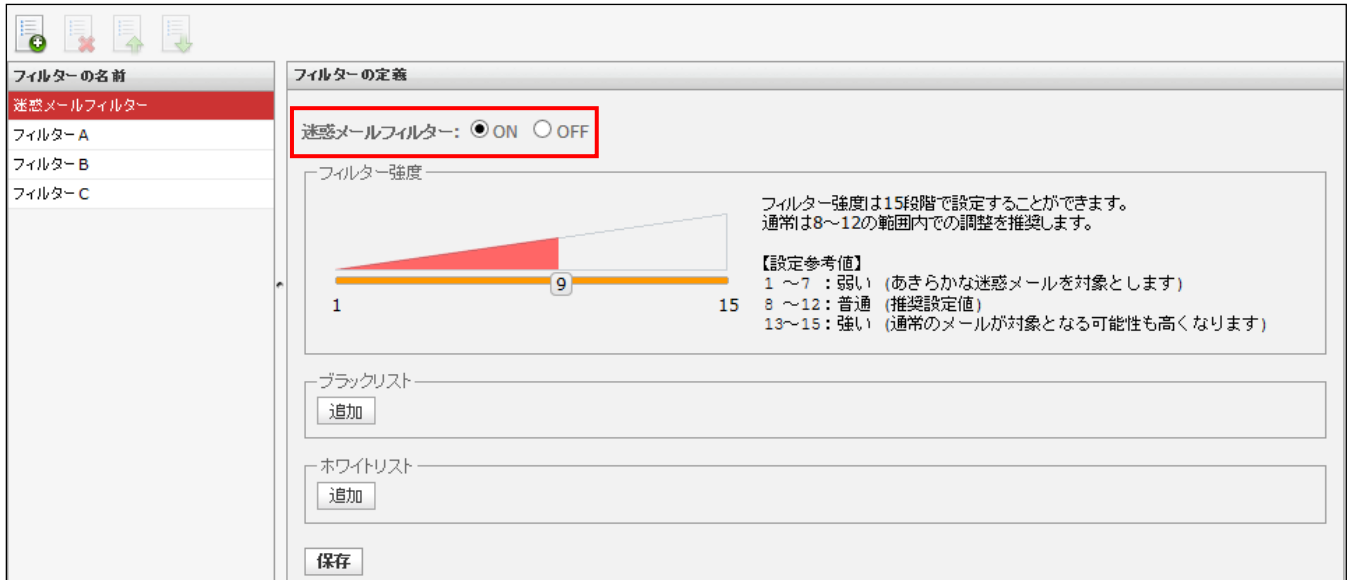 フィルターの名前
迷惑メールフィルター
フィルター A
フィルター B
フィルター C
フィルターの定義
迷惑メールフィルター: ON OFF
フィルター強度
9
1
15
フィルター強度は15段階で設定することができます。
通常は8～12の範囲内での調整を推奨します。
【設定参考値】
1 ～7 ：弱い (あきらかな迷惑メールを対象とします)
8 ～12：普通 (推奨設定値)
13～15：強い (通常のメールが対象となる可能性も高くなります)
ブラックリスト
追加
ホワイトリスト
追加
保存